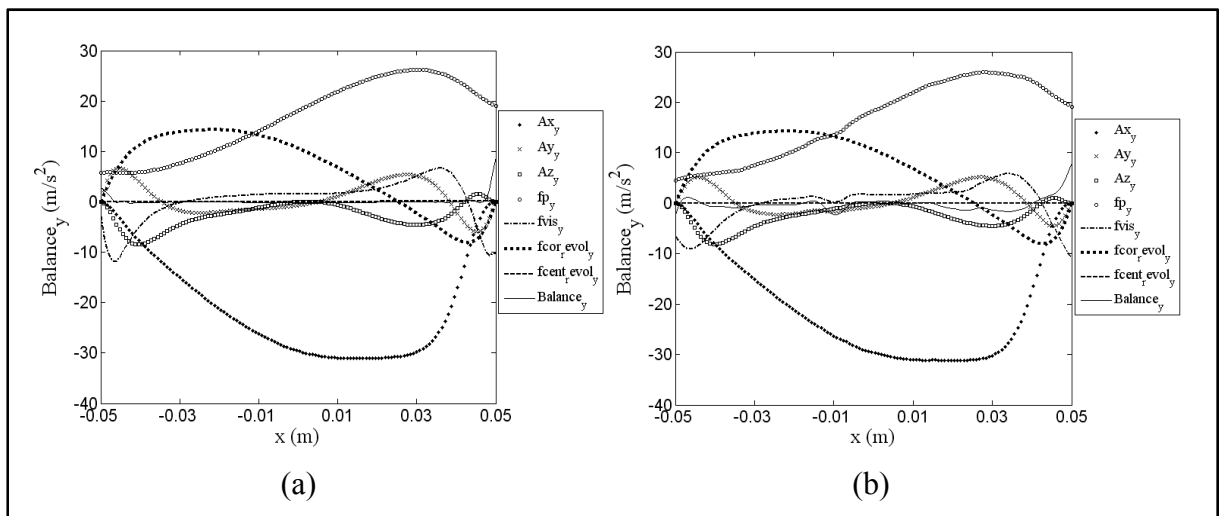 30
20
10
0
-10
-20
-30
-40
-0.05 -0.03 -0.01 0.01 0.03 0.05
x (m)
Balance_y (m/s^2)
Ax_y
Ay_y
Az_y
fp_y
fvis_y
fcor_revol_y
fcent_revol_y
Balance_y
(a)
30
20
10
0
-10
-20
-30
-40
-0.05 -0.03 -0.01 0.01 0.03 0.05
x (m)
Balance_y (m/s^2)
Ax_y
Ay_y
Az_y
fp_y
fvis_y
fcor_revol_y
fcent_revol_y
Balance_y
(b)